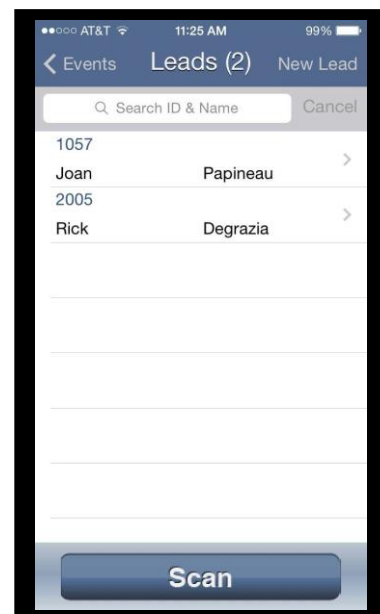 AT&T 11:25 AM 99%
Events Leads (2) New Lead
Search ID & Name Cancel
1057
Joan Papineau
2005
Rick Degrazia
Scan